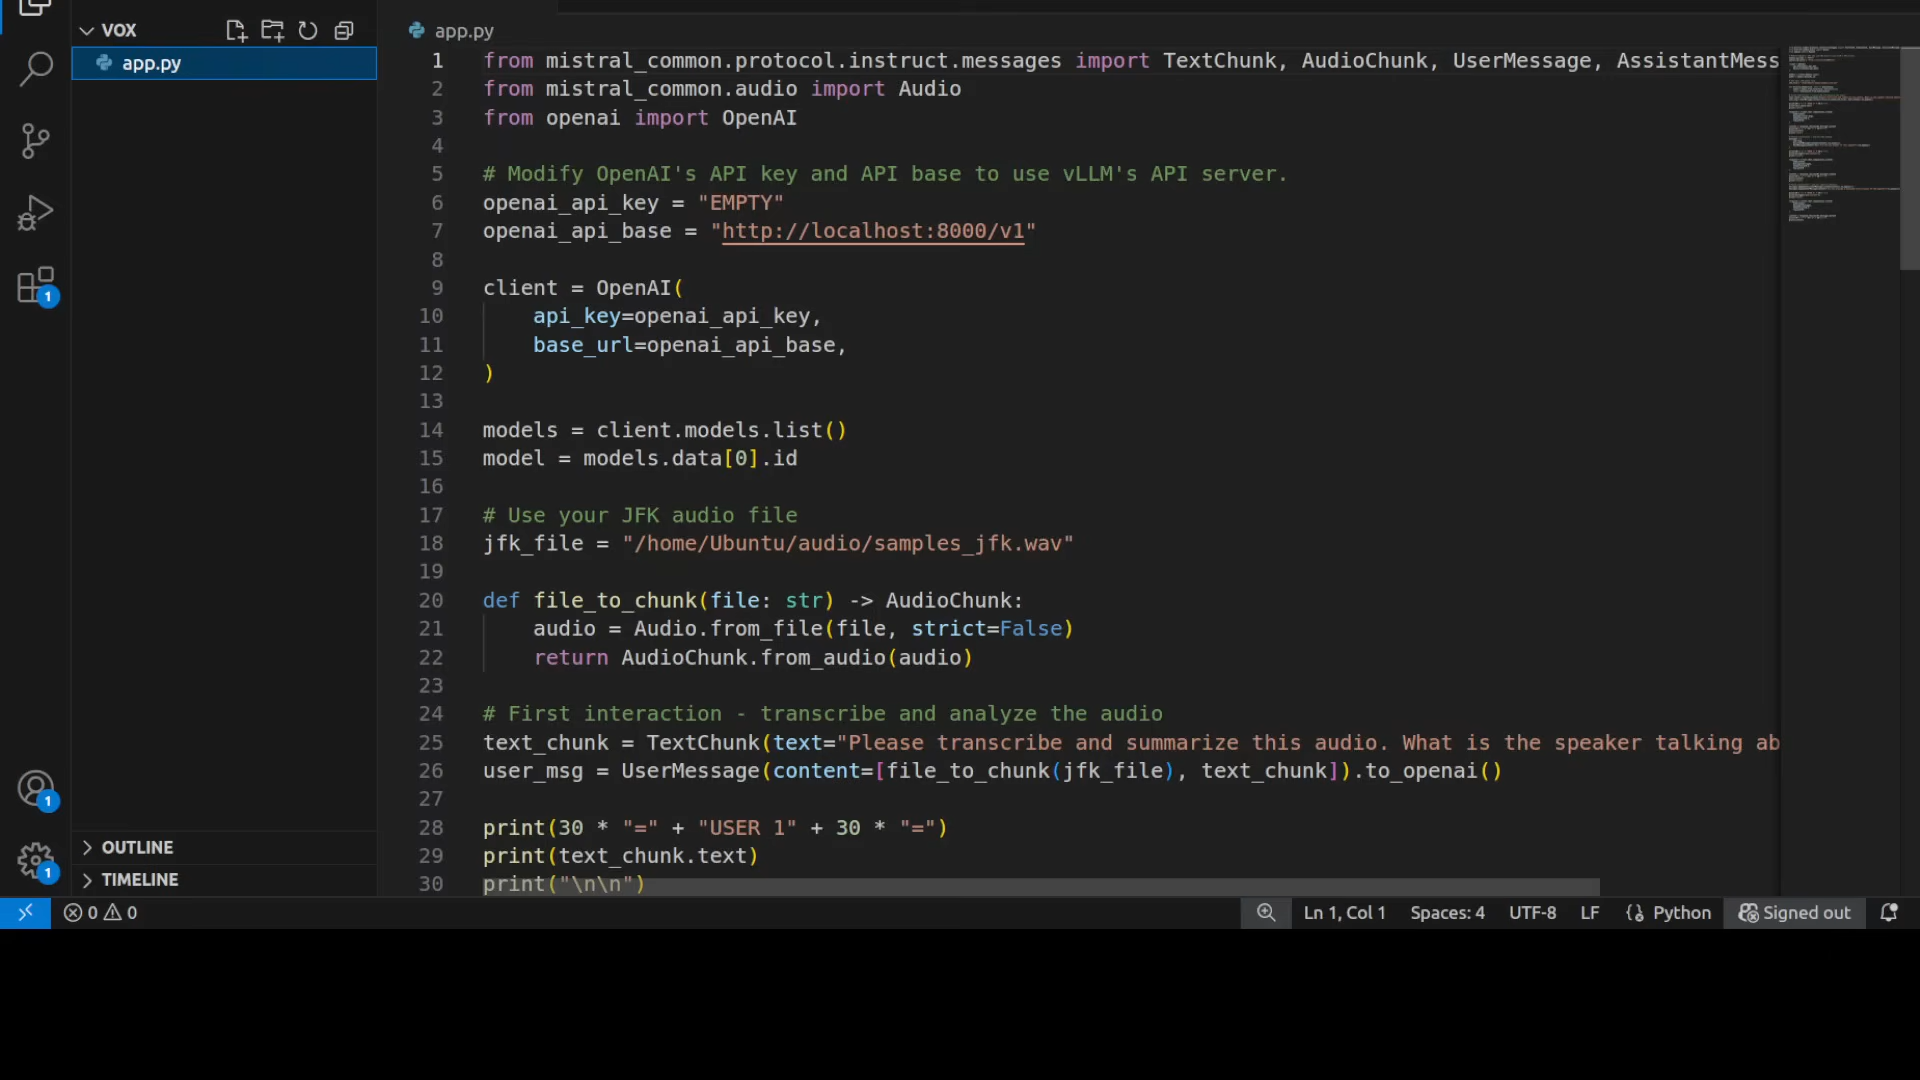 VOX
app.py
app.py
1 from mistral_common.protocol.instruct.messages import TextChunk, AudioChunk, UserMessage, AssistantMess
2 from mistral_common.audio import Audio
3 from openai import OpenAI
4
5 # Modify OpenAI's API key and API base to use vLLM's API server.
6 openai_api_key = "EMPTY"
7 openai_api_base = "http://localhost:8000/v1"
8
9 client = OpenAI(
10     api_key=openai_api_key,
11     base_url=openai_api_base,
12 )
13
14 models = client.models.list()
15 model = models.data[0].id
16
17 # Use your JFK audio file
18 jfk_file = "/home/Ubuntu/audio/samples_jfk.wav"
19
20 def file_to_chunk(file: str) -> AudioChunk:
21     audio = Audio.from_file(file, strict=False)
22     return AudioChunk.from_audio(audio)
23
24 # First interaction - transcribe and analyze the audio
25 text_chunk = TextChunk(text="Please transcribe and summarize this audio. What is the speaker talking ab
26 user_msg = UserMessage(content=[file_to_chunk(jfk_file), text_chunk]).to_openai()
27
28 print(30 * "=" + "USER 1" + 30 * "=")
29 print(text_chunk.text)
30 print("\n\n")
1
1
1
OUTLINE
TIMELINE
0 0 Ln 1, Col 1 Spaces: 4 UTF-8 LF Python Signed out